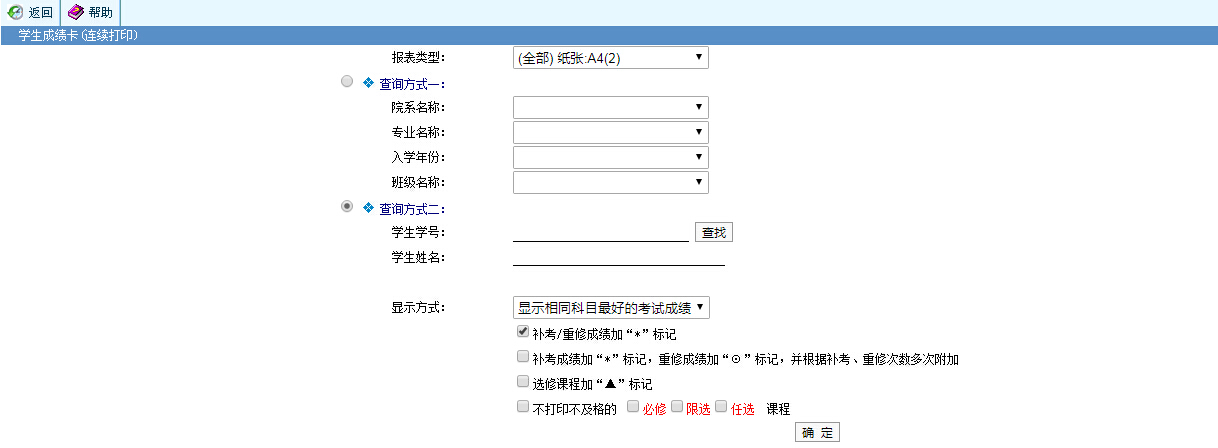 返回 帮助
学生成绩卡(连续打印)
报表类型： (全部) 纸张:A4(2)
查询方式一：
院系名称：
专业名称：
入学年份：
班级名称：
查询方式二：
学生学号： 查找
学生姓名：
显示方式： 显示相同科目最好的考试成绩
补考/重修成绩加“*”标记
补考成绩加“*”标记，重修成绩加“⊙”标记，并根据补考、重修次数多次附加
选修课程加“▲”标记
不打印不及格的 必修 限选 任选 课程
确 定